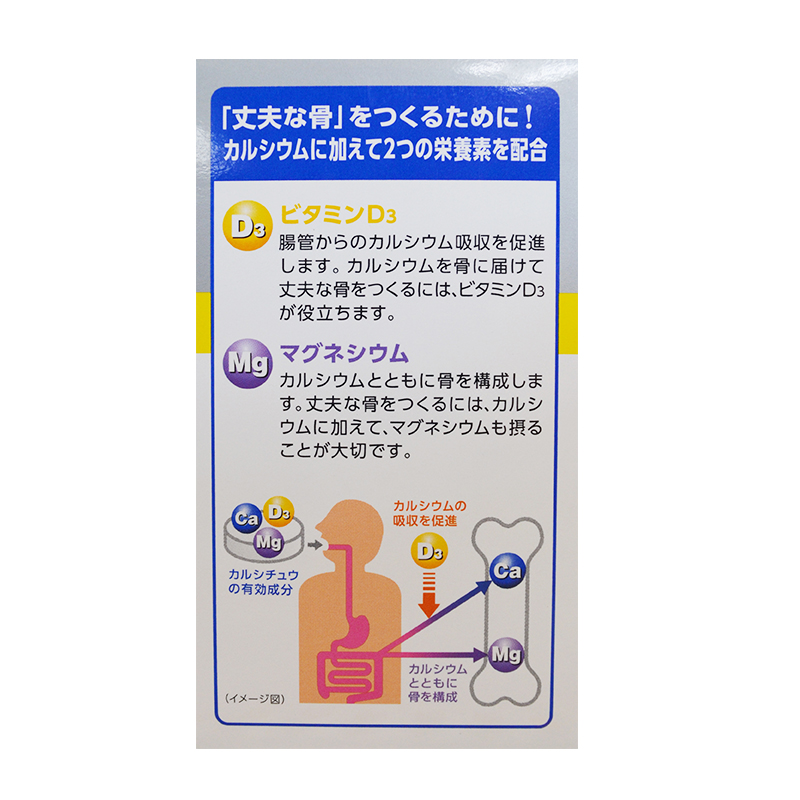 「丈夫な骨」をつくるために!
カルシウムに加えて2つの栄養素を配合
D3 ビタミンD3
腸管からのカルシウム吸収を促進
します。カルシウムを骨に届けて
丈夫な骨をつくるには、ビタミンD3
が役立ちます。
Mg マグネシウム
カルシウムとともに骨を構成しま
す。丈夫な骨をつくるには、カルシ
ウムに加えて、マグネシウムも摂る
ことが大切です。
Ca D3
Mg
カルシチュウ
の有効成分
カルシウムの
吸収を促進
D3
Ca
Mg
カルシウム
とともに
骨を構成
(イメージ図)